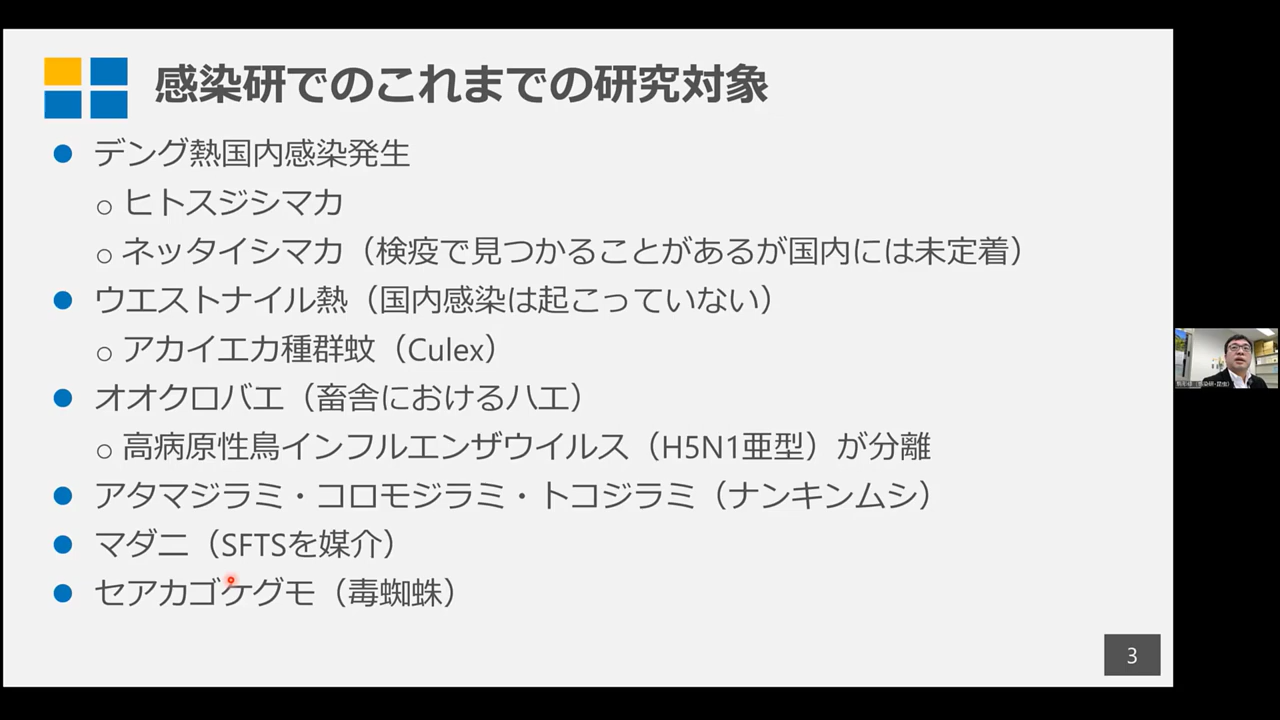 感染研でのこれまでの研究対象
● デング熱国内感染発生
○ ヒトスジシマカ
○ ネッタイシマカ（検疫で見つかることがあるが国内には未定着）
● ウエストナイル熱（国内感染は起こっていない）
○ アカイエカ種群蚊（Culex）
● オオクロバエ（畜舎におけるハエ）
○ 高病原性鳥インフルエンザウイルス（H5N1亜型）が分離
● アタマジラミ・コロモジラミ・トコジラミ（ナンキンムシ）
● マダニ（SFTSを媒介）
● セアカゴケグモ（毒蜘蛛）
3